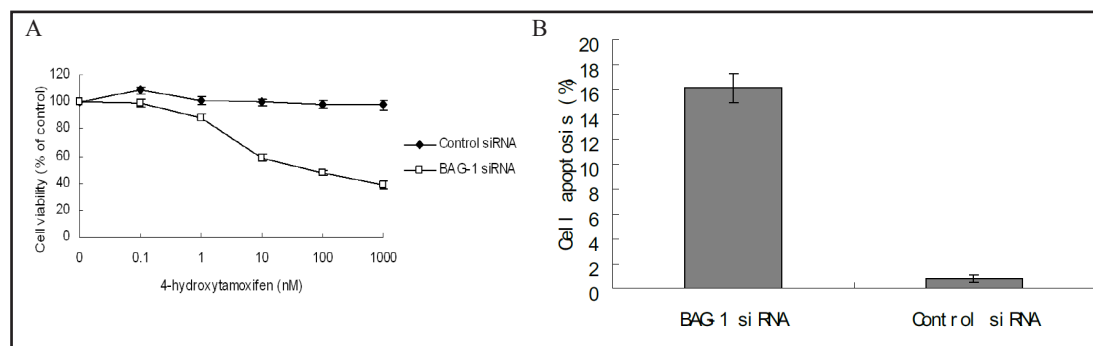 A
120
100
80
60
40
20
0
Cell viability (% of control)
0 0.1 1 10 100 1000
4-hydroxytamoxifen (nM)
Control siRNA
BAG-1 siRNA
B
20
18
16
14
12
10
8
6
4
2
0
Cell apoptosis (%)
BAG-1 siRNA Control siRNA